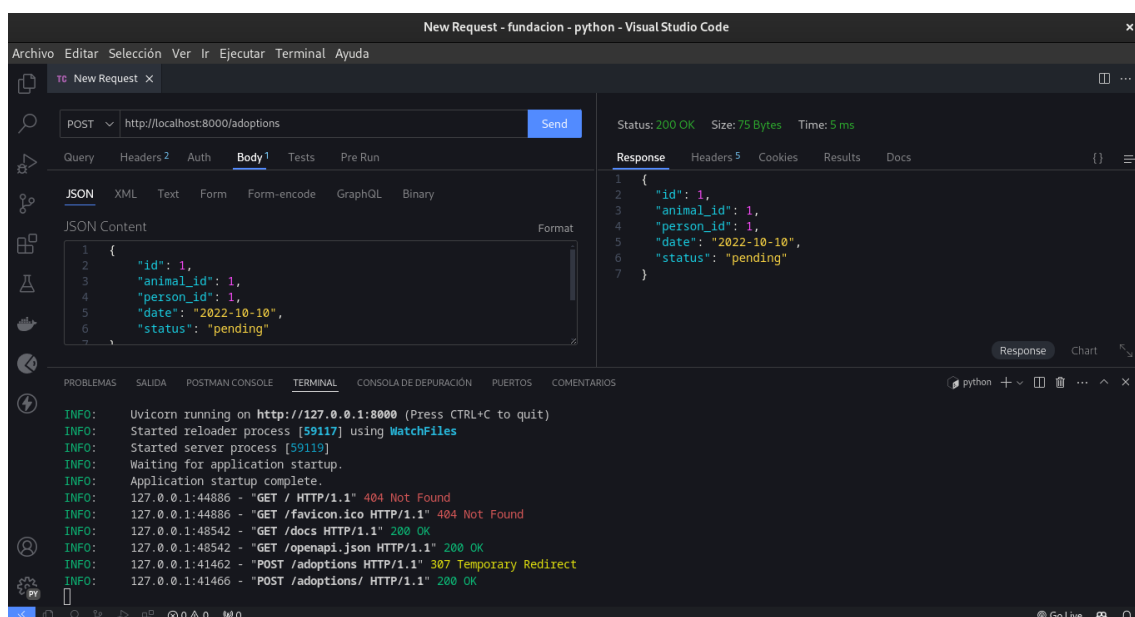 New Request - fundacion - python - Visual Studio Code ×
Archivo Editar Selección Ver Ir Ejecutar Terminal Ayuda
TC New Request ×
POST http://localhost:8000/adoptions Send
Query Headers 2 Auth Body 1 Tests Pre Run
JSON XML Text Form Form-encode GraphQL Binary
JSON Content Format
1 {
2 "id": 1,
3 "animal_id": 1,
4 "person_id": 1,
5 "date": "2022-10-10",
6 "status": "pending"
7 }
Status: 200 OK Size: 75 Bytes Time: 5 ms
Response Headers 5 Cookies Results Docs {}
1 {
2 "id": 1,
3 "animal_id": 1,
4 "person_id": 1,
5 "date": "2022-10-10",
6 "status": "pending"
7 }
Response Chart
PROBLEMAS SALIDA POSTMAN CONSOLE TERMINAL CONSOLA DE DEPURACIÓN PUERTOS COMENTARIOS python
INFO: Uvicorn running on http://127.0.0.1:8000 (Press CTRL+C to quit)
INFO: Started reloader process [59117] using WatchFiles
INFO: Started server process [59119]
INFO: Waiting for application startup.
INFO: Application startup complete.
INFO: 127.0.0.1:44886 - "GET / HTTP/1.1" 404 Not Found
INFO: 127.0.0.1:44886 - "GET /favicon.ico HTTP/1.1" 404 Not Found
INFO: 127.0.0.1:48542 - "GET /docs HTTP/1.1" 200 OK
INFO: 127.0.0.1:48542 - "GET /openapi.json HTTP/1.1" 200 OK
INFO: 127.0.0.1:41462 - "POST /adoptions HTTP/1.1" 307 Temporary Redirect
INFO: 127.0.0.1:41466 - "POST /adoptions/ HTTP/1.1" 200 OK
PY
0 0 0 Go Live